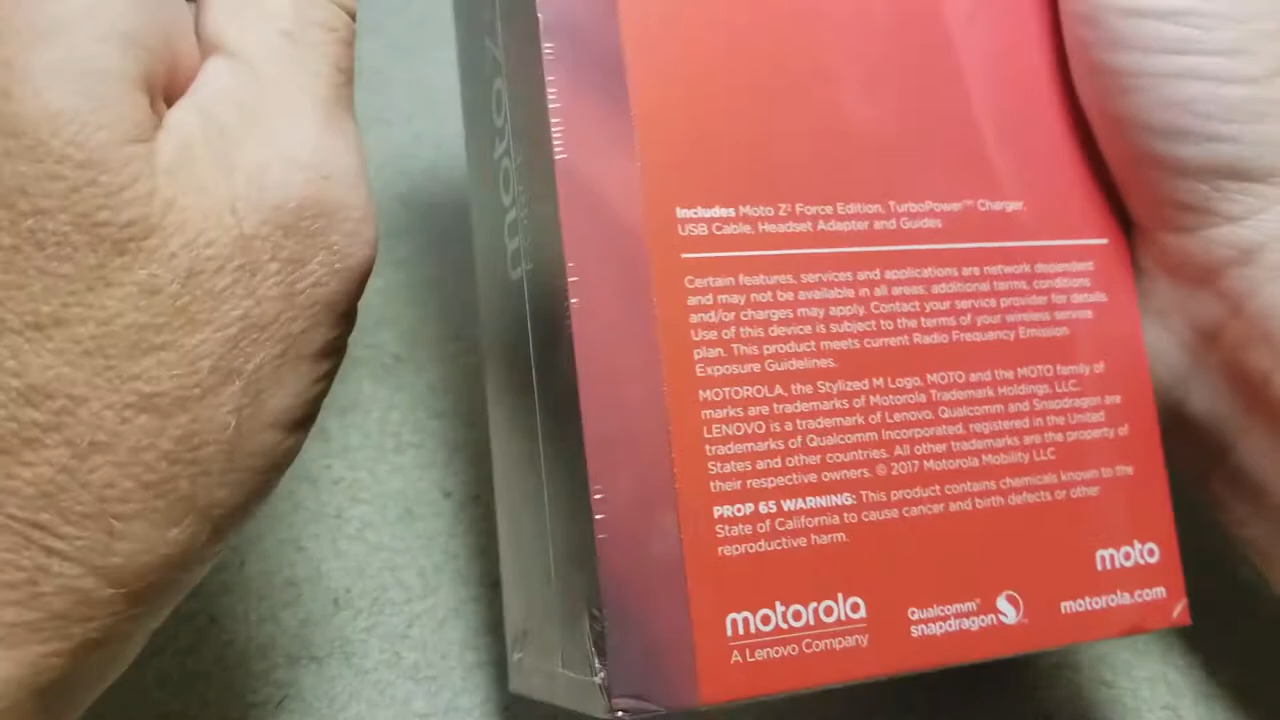 Includes Moto Z² Force Edition, TurboPower™ Charger,
USB Cable, Headset Adapter and Guides
Certain features, services and applications are network dependent
and may not be available in all areas; additional terms, conditions
and/or charges may apply. Contact your service provider for details.
Use of this device is subject to the terms of your wireless service
plan. This product meets current Radio Frequency Emission
Exposure Guidelines.
MOTOROLA, the Stylized M Logo, MOTO and the MOTO family of
marks are trademarks of Motorola Trademark Holdings, LLC.
LENOVO is a trademark of Lenovo. Qualcomm and Snapdragon are
trademarks of Qualcomm Incorporated, registered in the United
States and other countries. All other trademarks are the property of
their respective owners. © 2017 Motorola Mobility LLC
PROP 65 WARNING: This product contains chemicals known to the
State of California to cause cancer and birth defects or other
reproductive harm.
moto
motorola
A Lenovo Company
Qualcomm™
snapdragon™
motorola.com